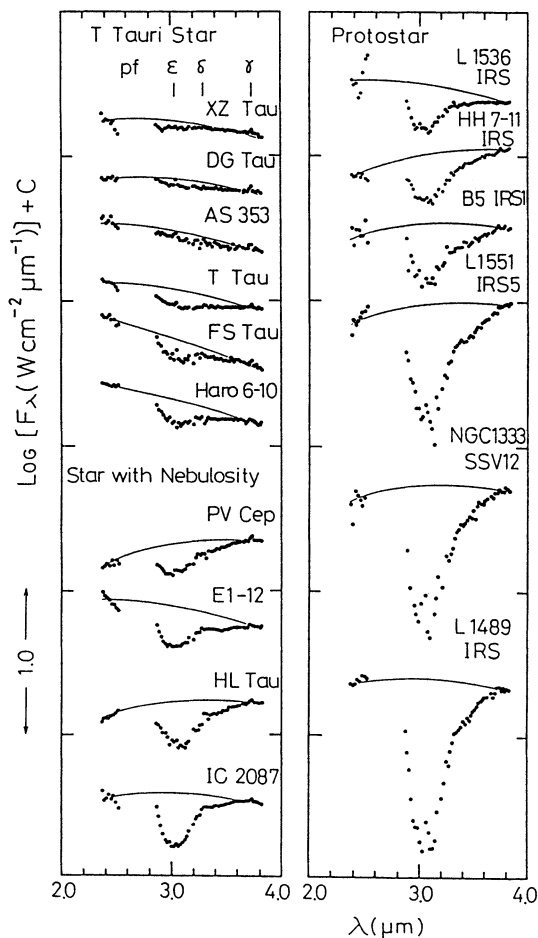 T Tauri Star
pf ε δ γ
XZ Tau
DG Tau
AS 353
T Tau
FS Tau
Haro 6-10
Star with Nebulosity
PV Cep
E1-12
HL Tau
IC 2087
2.0 3.0 4.0
LOG [Fλ(W cm⁻² μm⁻¹)] + C
1.0
Protostar
L 1536
IRS
HH 7-11
IRS
B5 IRS1
L1551
IRS5
NGC1333
SSV12
L 1489
IRS
2.0 3.0 4.0
λ(μm)